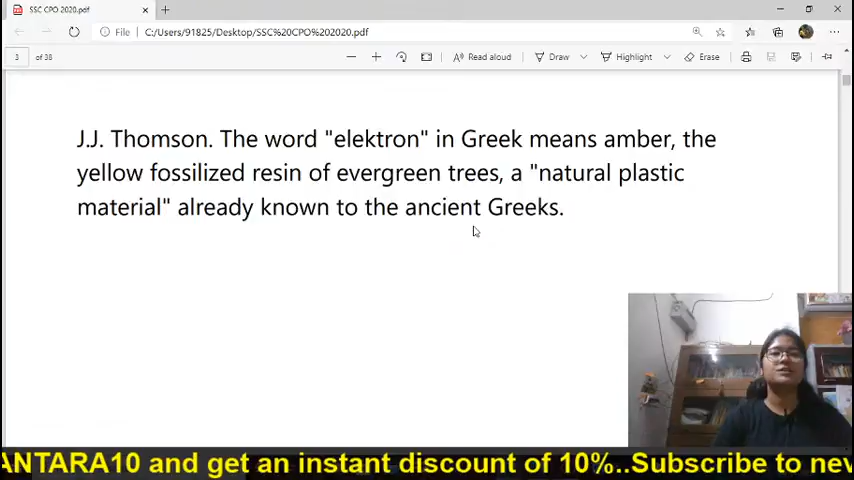 SSC CPO 2020.pdf
File C:/Users/91825/Desktop/SSC%20CPO%202020.pdf
3 of 38 Read aloud Draw Highlight Erase
J.J. Thomson. The word "elektron" in Greek means amber, the
yellow fossilized resin of evergreen trees, a "natural plastic
material" already known to the ancient Greeks.
ANTARA10 and get an instant discount of 10%..Subscribe to nev